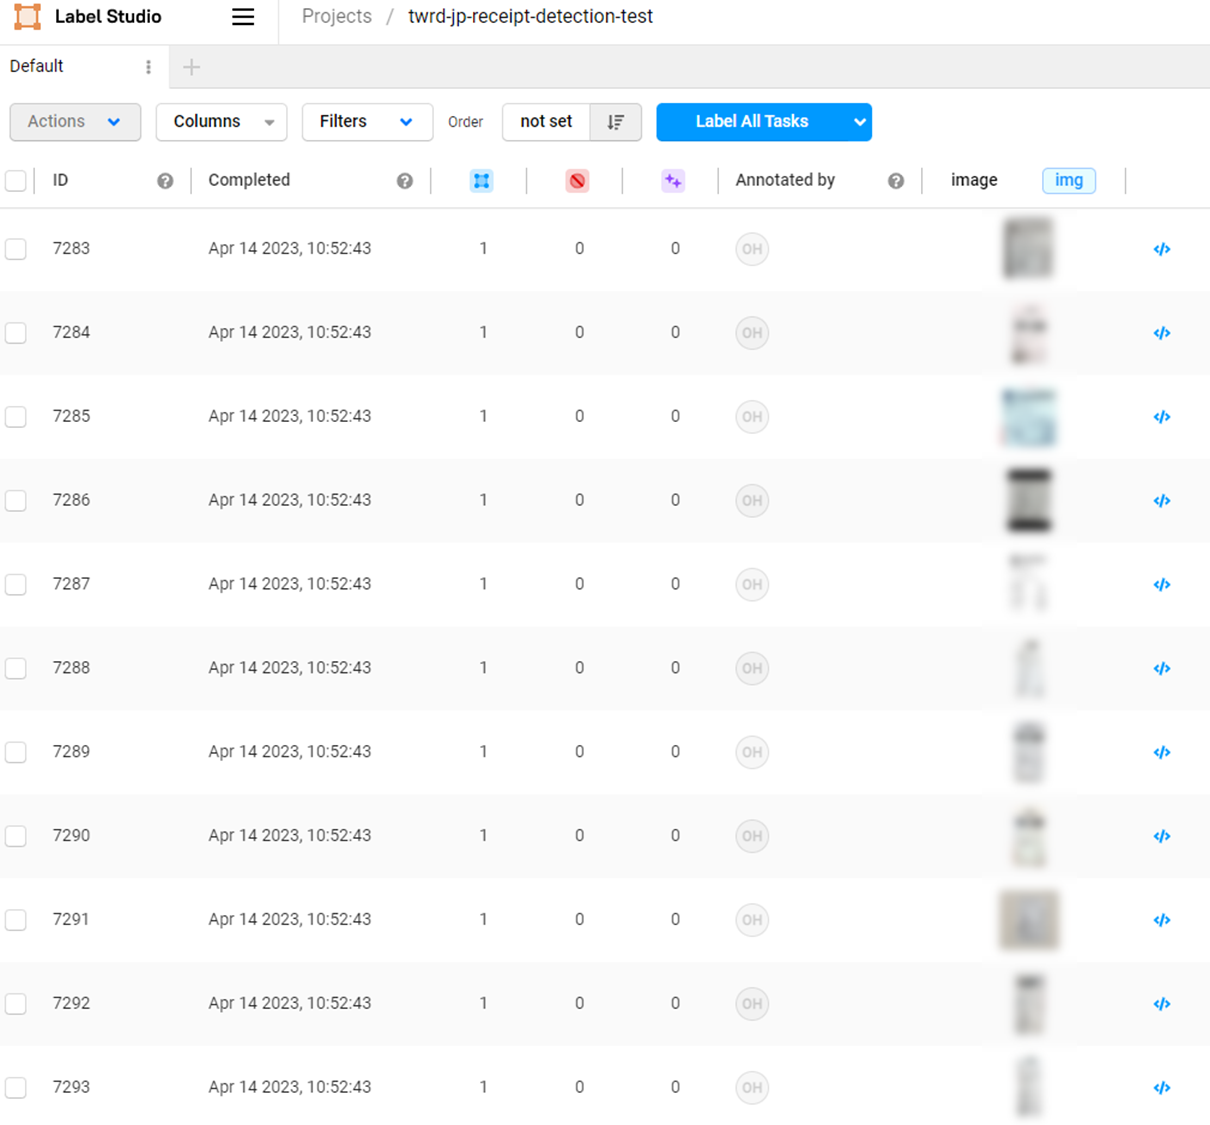 Label Studio Projects / twrd-jp-receipt-detection-test
Default
Actions Columns Filters Order not set Label All Tasks
ID Completed Annotated by image img
7283 Apr 14 2023, 10:52:43 1 0 0 OH
7284 Apr 14 2023, 10:52:43 1 0 0 OH
7285 Apr 14 2023, 10:52:43 1 0 0 OH
7286 Apr 14 2023, 10:52:43 1 0 0 OH
7287 Apr 14 2023, 10:52:43 1 0 0 OH
7288 Apr 14 2023, 10:52:43 1 0 0 OH
7289 Apr 14 2023, 10:52:43 1 0 0 OH
7290 Apr 14 2023, 10:52:43 1 0 0 OH
7291 Apr 14 2023, 10:52:43 1 0 0 OH
7292 Apr 14 2023, 10:52:43 1 0 0 OH
7293 Apr 14 2023, 10:52:43 1 0 0 OH